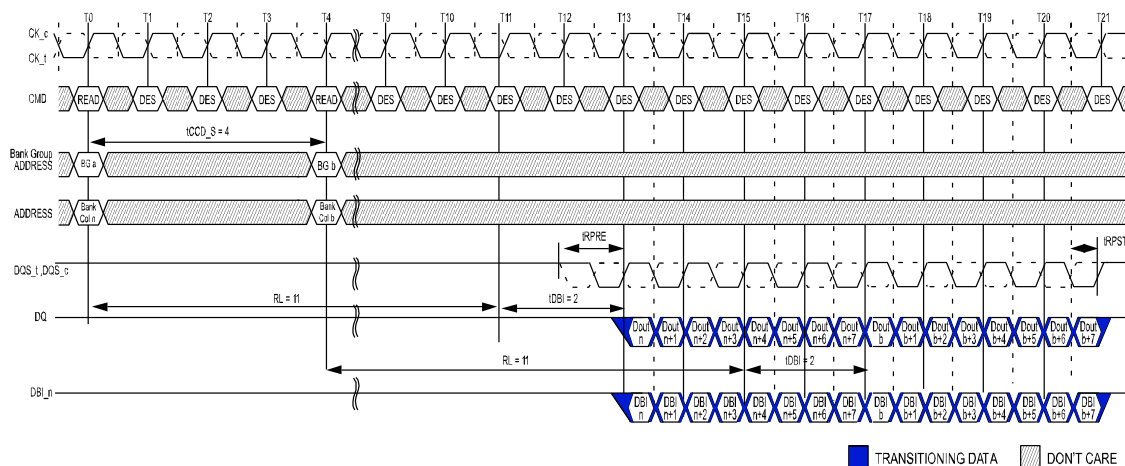 T0 T1 T2 T3 T4 T9 T10 T11 T12 T13 T14 T15 T16 T17 T18 T19 T20 T21
CK_c
CK_t
CMD READ DES DES DES READ DES DES DES DES DES DES DES DES DES DES DES DES DES
tCCD_S = 4
Bank Group
ADDRESS BG a BG b
ADDRESS Bank Col n Bank Col b
tRPRE tRPST
DQS_t ,DQS_c
RL = 11 tDBI = 2
DQ Dout n Dout n+1 Dout n+2 Dout n+3 Dout n+4 Dout n+5 Dout n+6 Dout n+7 Dout b Dout b+1 Dout b+2 Dout b+3 Dout b+4 Dout b+5 Dout b+6 Dout b+7
RL = 11 tDBI = 2
DBI_n DBI n DBI n+1 DBI n+2 DBI n+3 DBI n+4 DBI n+5 DBI n+6 DBI n+7 DBI b DBI b+1 DBI b+2 DBI b+3 DBI b+4 DBI b+5 DBI b+6 DBI b+7
TRANSITIONING DATA DON'T CARE